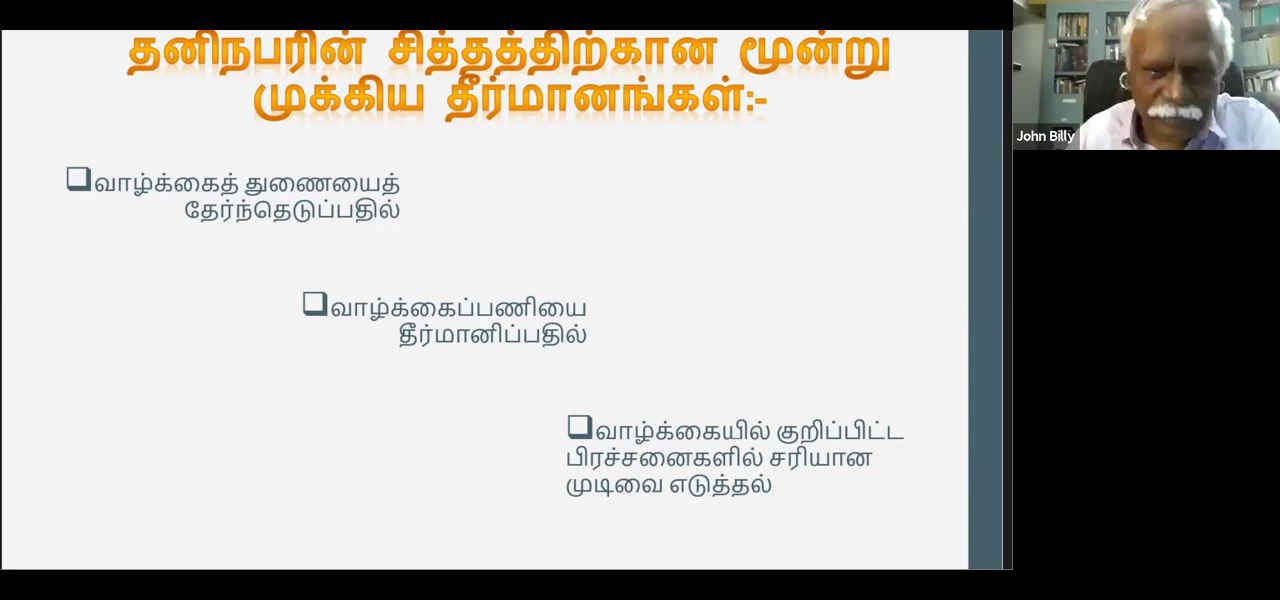 தனிநபரின் சித்தத்திற்கான மூன்று
முக்கிய தீர்மானங்கள்:-
வாழ்க்கைத் துணையைத்
தேர்ந்தெடுப்பதில்
வாழ்க்கைப்பணியை
தீர்மானிப்பதில்
வாழ்க்கையில் குறிப்பிட்ட
பிரச்சனைகளில் சரியான
முடிவை எடுத்தல்
John Billy